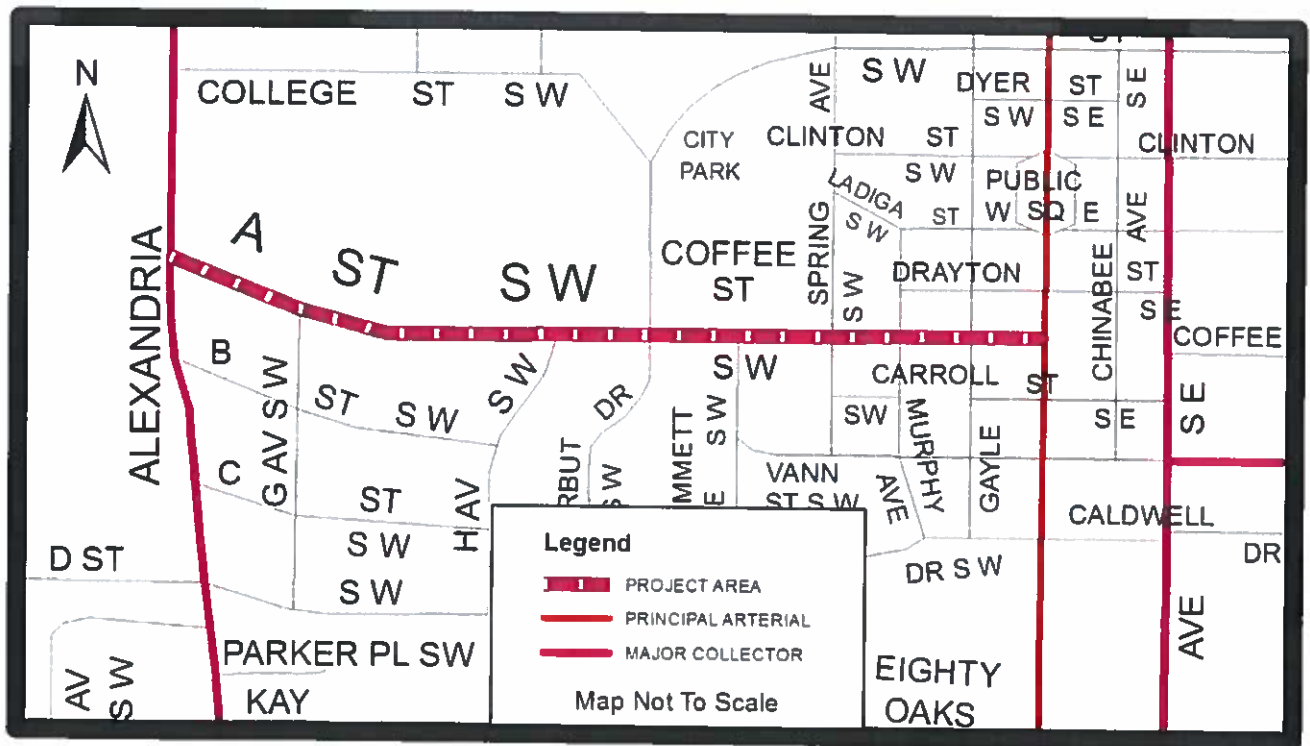 N
COLLEGE ST SW
ALEXANDRIA
A ST SW
CITY
PARK
AVE
SW
DYER ST
SW SE
SE
CLINTON ST
SW
CLINTON
LADIGA ST
SW
PUBLIC
W SQ E
AVE
SPRING
SW
COFFEE
ST
DRAYTON
ST
SE
CHINABEE
COFFEE
B ST SW
G AV SW
SW
DR
SW
CARROLL ST
SW
SE
SE
MURPHY
AVE
GAYLE
C ST
SW
H AV
RBUT
SW
MMETT
E SW
VANN
ST SW
CALDWELL
DR
DR SW
D ST
SW
PARKER PL SW
KAY
AV
SW
EIGHTY
OAKS
AVE
Legend
PROJECT AREA
PRINCIPAL ARTERIAL
MAJOR COLLECTOR
Map Not To Scale